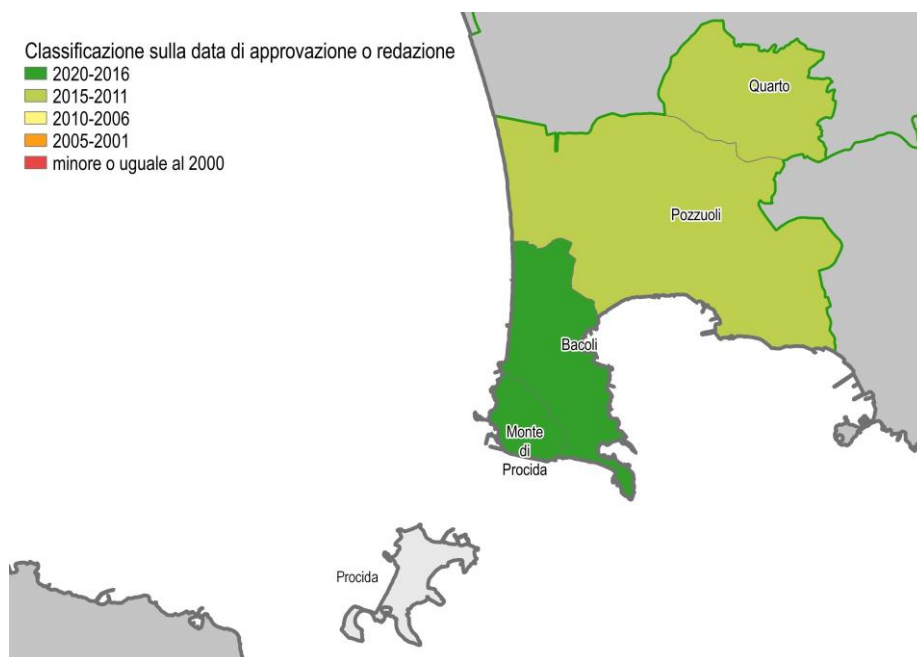 Classificazione sulla data di approvazione o redazione
2020-2016
2015-2011
2010-2006
2005-2001
minore o uguale al 2000
Quarto
Pozzuoli
Bacoli
Monte
di
Procida
Procida